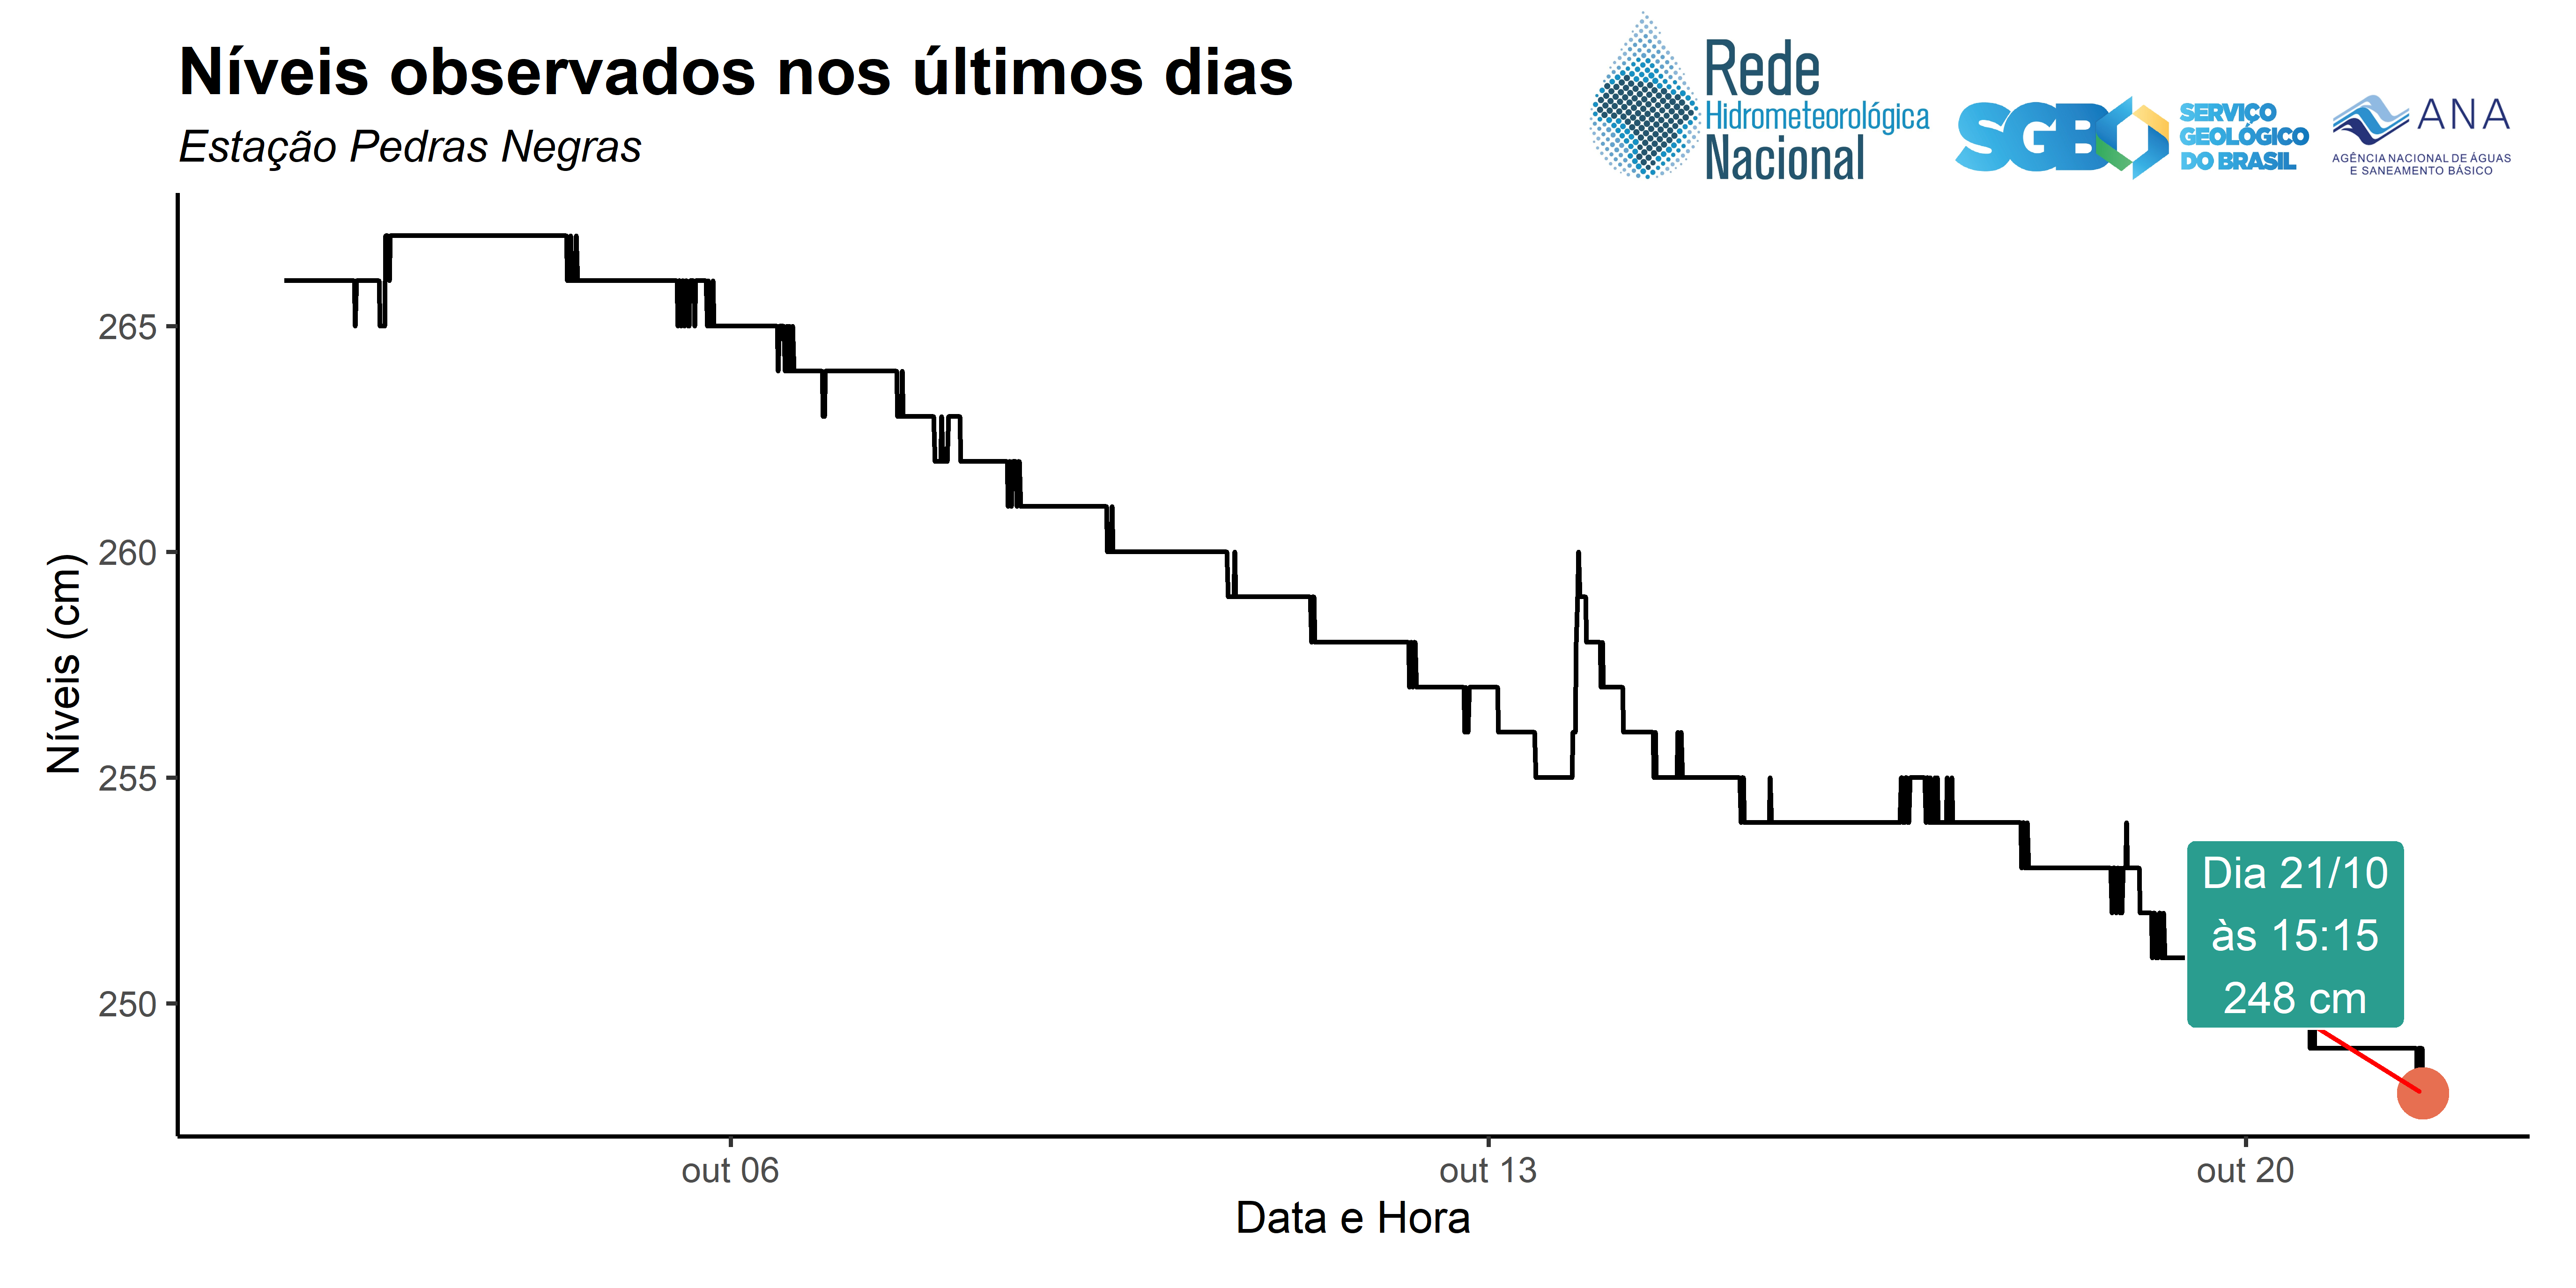 Níveis observados nos últimos dias
Estação Pedras Negras
Rede
Hidrometeorológica
Nacional
SGB
SERVIÇO
GEOLÓGICO
DO BRASIL
ANA
AGÊNCIA NACIONAL DE ÁGUAS
E SANEAMENTO BÁSICO
Níveis (cm)
265
260
255
250
Dia 21/10
às 15:15
248 cm
out 06
out 13
out 20
Data e Hora